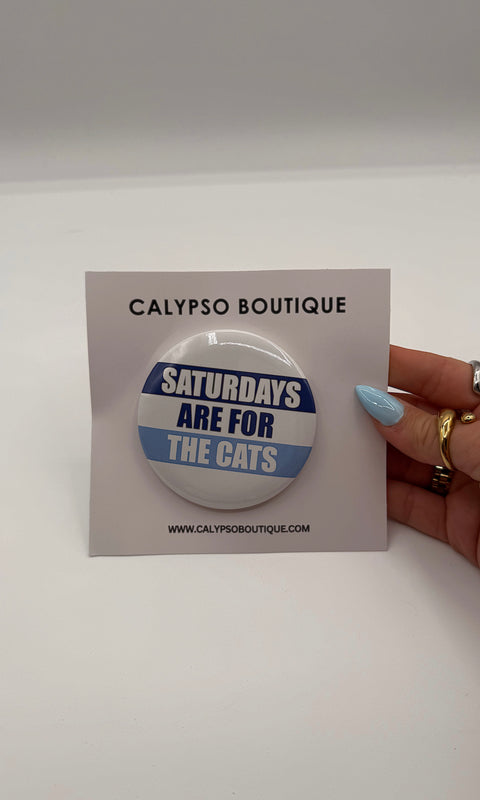 CALYPSO BOUTIQUE
SATURDAYS
ARE FOR
THE CATS
WWW.CALYPSOBOUTIQUE.COM